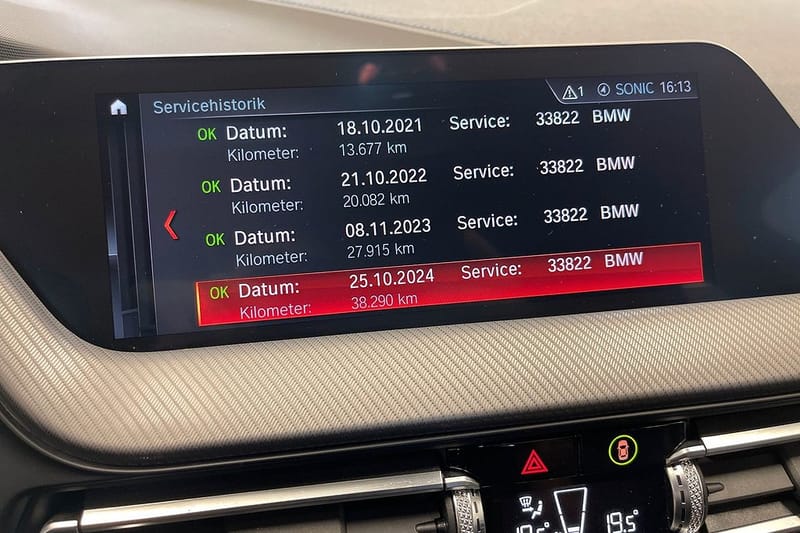 Servicehistorik
1 SONIC 16:13
OK Datum: 18.10.2021 Service: 33822 BMW
Kilometer: 13.677 km
OK Datum: 21.10.2022 Service: 33822 BMW
Kilometer: 20.082 km
OK Datum: 08.11.2023 Service: 33822 BMW
Kilometer: 27.915 km
OK Datum: 25.10.2024 Service: 33822 BMW
Kilometer: 38.290 km
19.5°